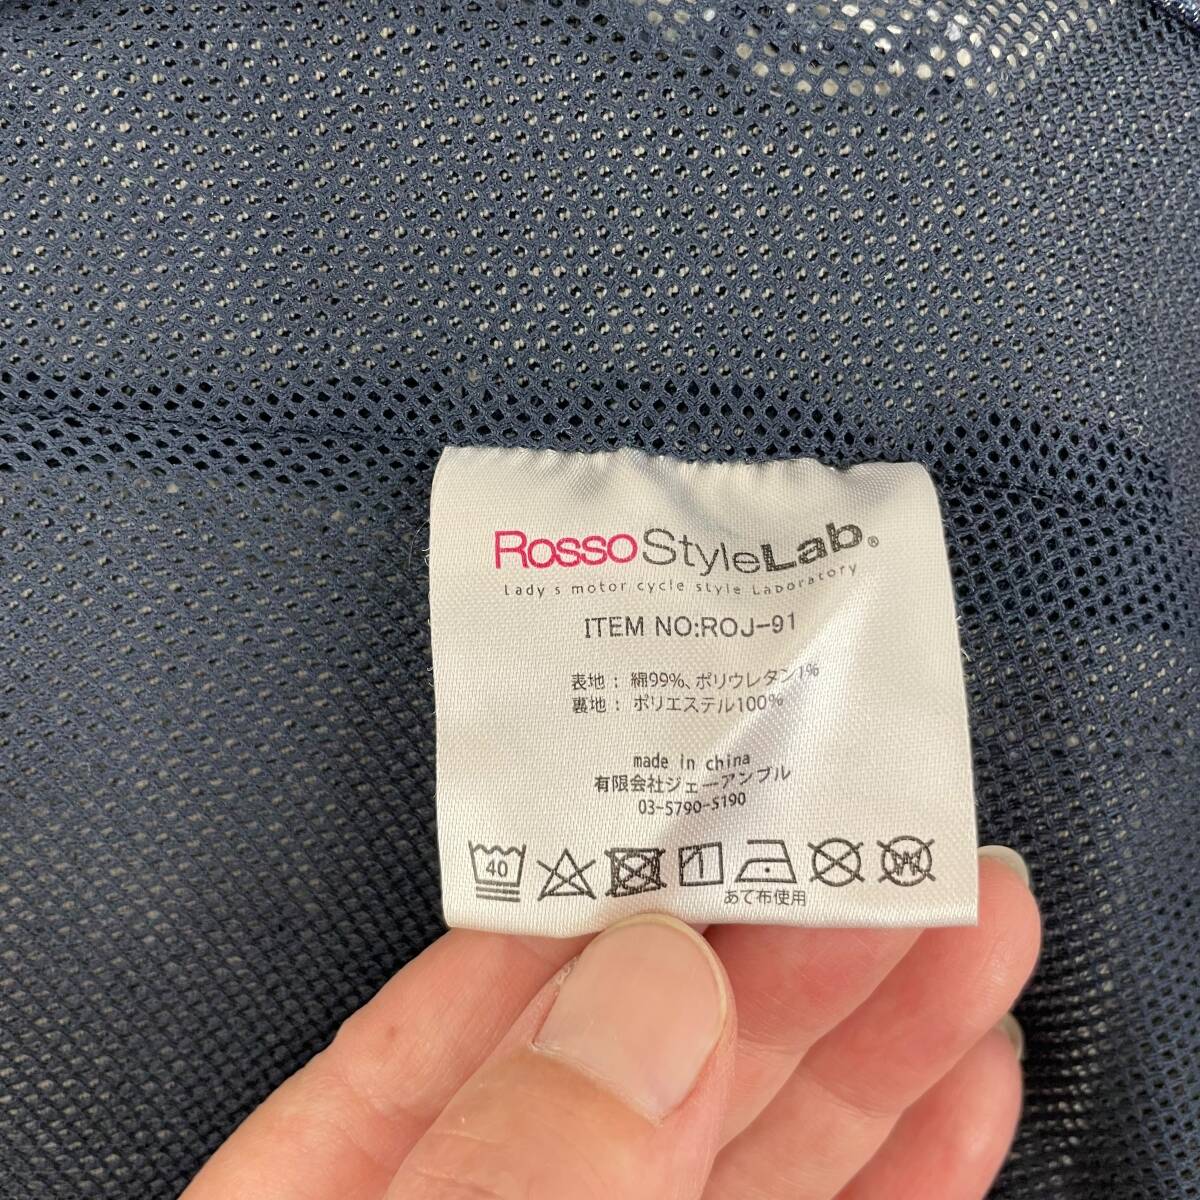 RossoStyleLab®
Lady s motor cycle style Laboratory
ITEM NO:ROJ-91
表地： 綿99%、ポリウレタン1%
裏地： ポリエステル100%
made in china
有限会社ジェーアンブル
03-5790-5190
40
W
あて布使用